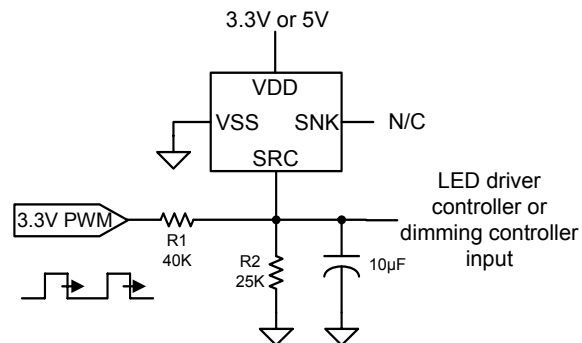 3.3V or 5V
VDD
VSS SNK N/C
SRC
LED driver
controller or
dimming controller
input
3.3V PWM
R1
40K
R2
25K
10µF